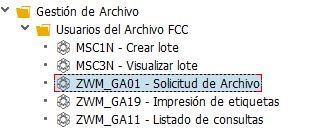 Gestión de Archivo
Usuarios del Archivo FCC
MSC1N - Crear lote
MSC3N - Visualizar lote
ZWM_GA01 - Solicitud de Archivo
ZWM_GA19 - Impresión de etiquetas
ZWM_GA11 - Listado de consultas